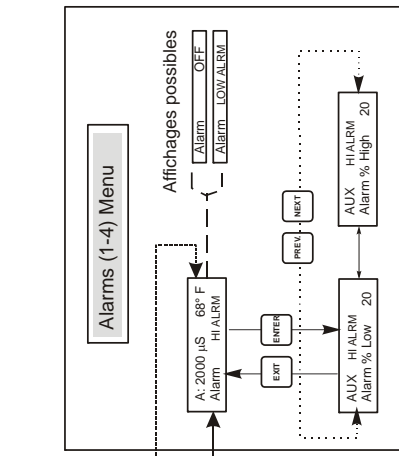 Alarms (1-4) Menu
Affichages possibles
Alarm OFF
Alarm LOW ALRM
A: 2000 µS 68° F
Alarm HI ALRM
EXIT
ENTER
PREV.
NEXT
AUX HI ALRM
Alarm % Low 20
AUX HI ALRM
Alarm % High 20